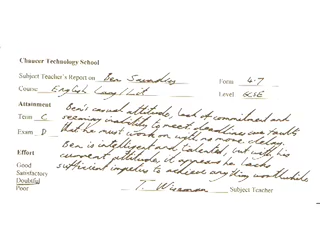 Chaucer Technology School
Subject Teacher's Report on Ben Saunders Form 4-7
Course English Lang/Lit Level GCSE
Attainment
Term C
Exam D
Ben's casual attitude, lack of commitment and
seeming inability to meet deadlines are faults
that he must work on with no more delay.
Ben is intelligent and talented, but with his
current attitude, it appears he lacks
sufficient impetus to achieve anything worthwhile.
Effort
Good
Satisfactory
Doubtful
Poor
T. Wiseman Subject Teacher